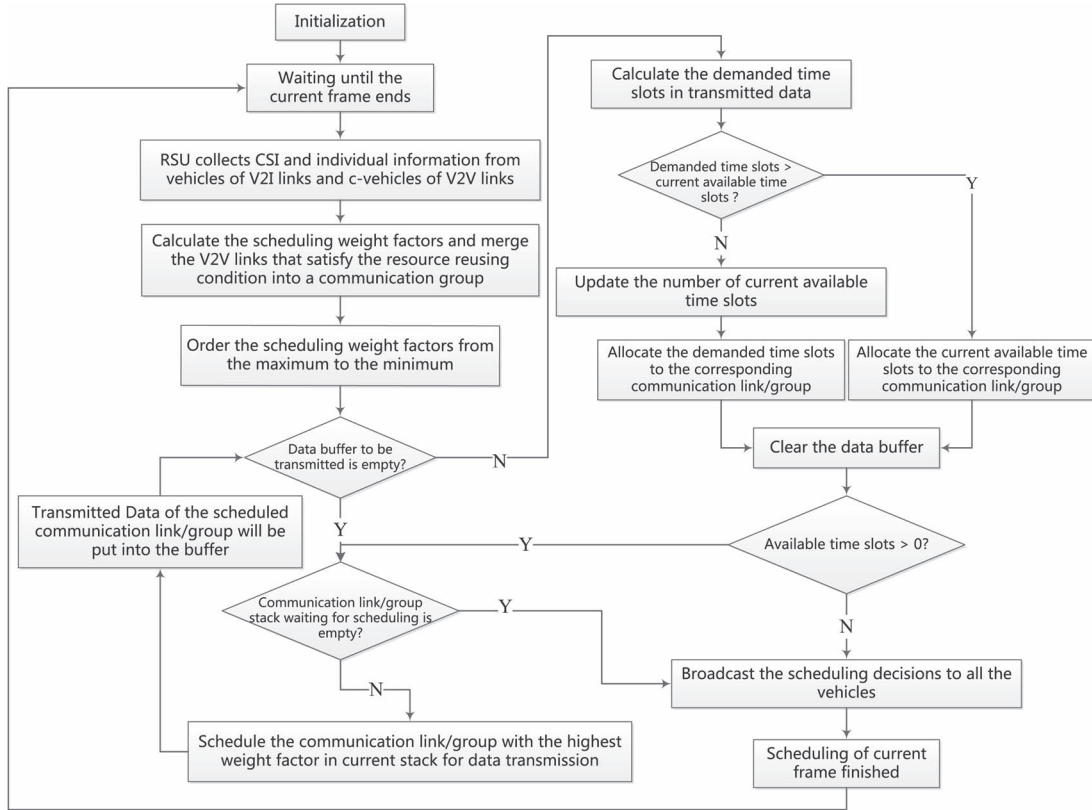 Initialization
Waiting until the
current frame ends
RSU collects CSI and individual information from
vehicles of V2I links and c-vehicles of V2V links
Calculate the scheduling weight factors and merge
the V2V links that satisfy the resource reusing
condition into a communication group
Order the scheduling weight factors from
the maximum to the minimum
Data buffer to be
transmitted is empty?
N
Y
Transmitted Data of the scheduled
communication link/group will be
put into the buffer
Communication link/group
stack waiting for scheduling is
empty?
Y
N
Schedule the communication link/group with the highest
weight factor in current stack for data transmission
Calculate the demanded time
slots in transmitted data
Demanded time slots >
current available time
slots ?
Y
N
Update the number of current available
time slots
Allocate the demanded time slots
to the corresponding
communication link/group
Allocate the current available time
slots to the corresponding
communication link/group
Clear the data buffer
Available time slots > 0?
Y
N
Broadcast the scheduling decisions to all the
vehicles
Scheduling of current
frame finished